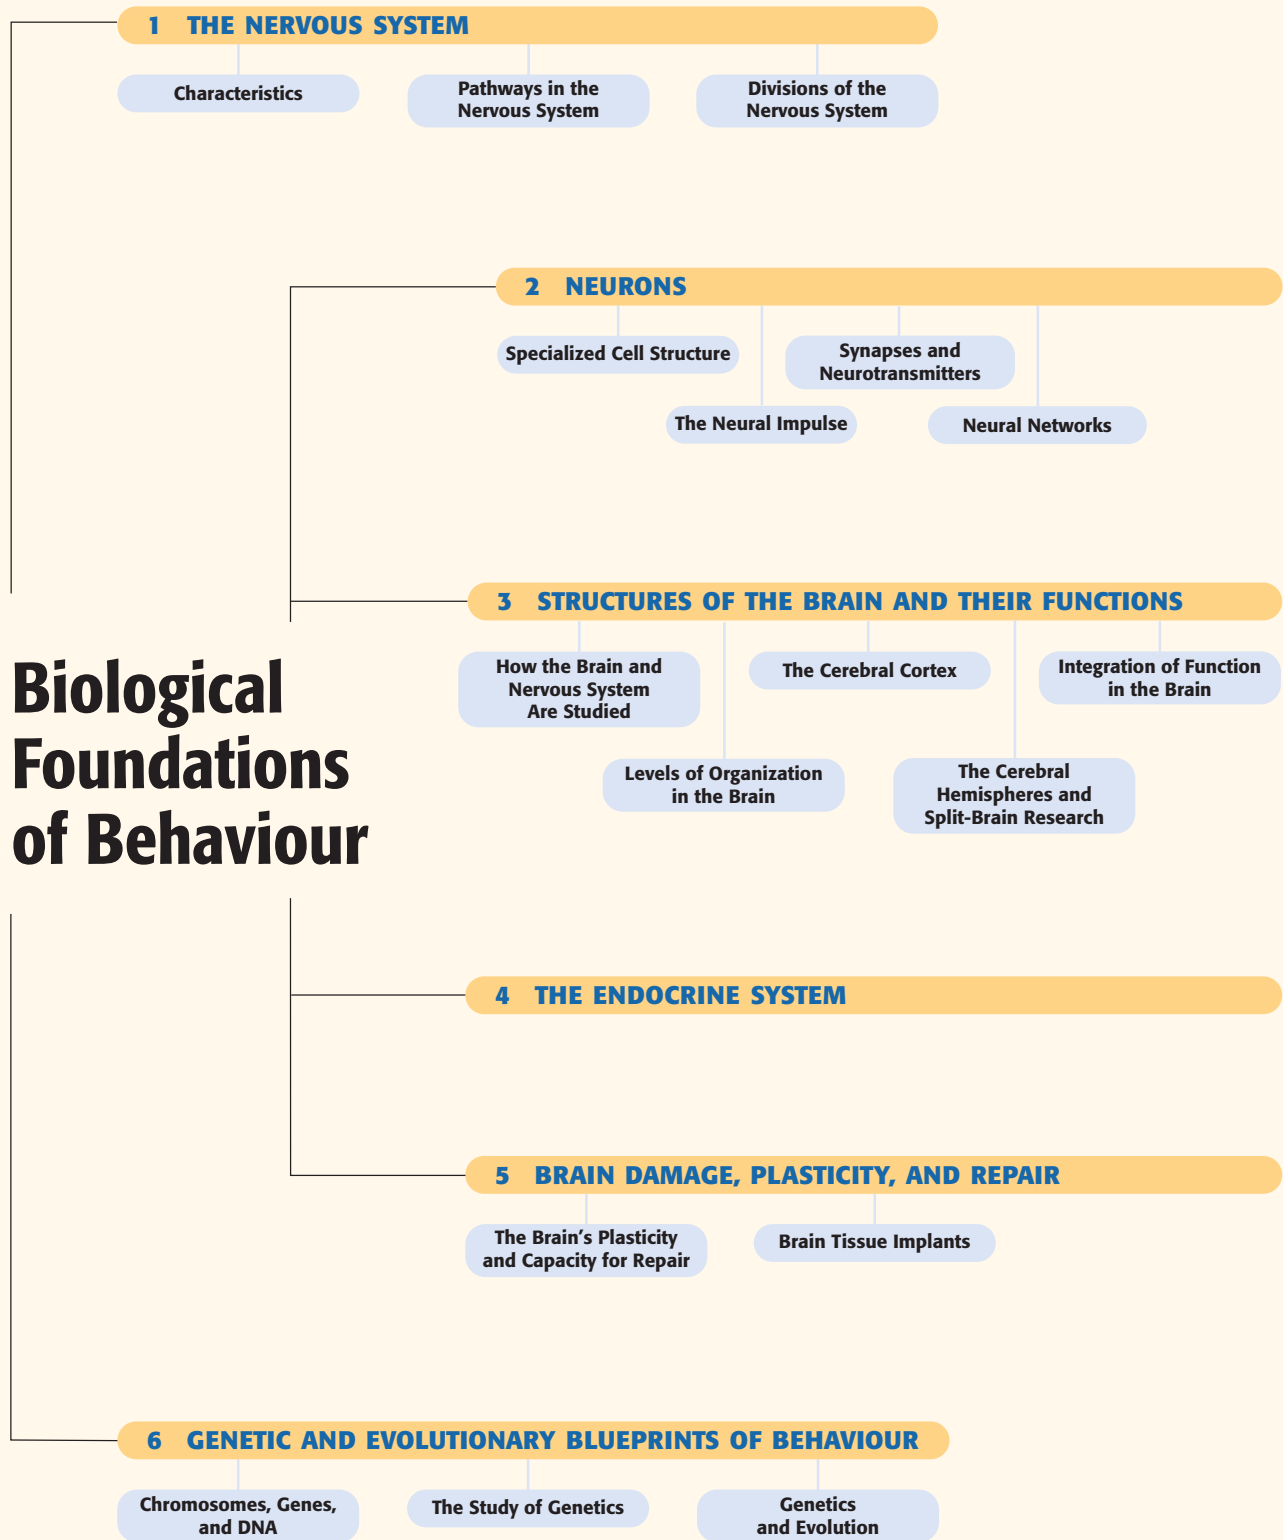 1 THE NERVOUS SYSTEM
Characteristics
Pathways in the
Nervous System
Divisions of the
Nervous System
2 NEURONS
Specialized Cell Structure
The Neural Impulse
Synapses and
Neurotransmitters
Neural Networks
3 STRUCTURES OF THE BRAIN AND THEIR FUNCTIONS
How the Brain and
Nervous System
Are Studied
Levels of Organization
in the Brain
The Cerebral Cortex
The Cerebral
Hemispheres and
Split-Brain Research
Integration of Function
in the Brain
Biological
Foundations
of Behaviour
4 THE ENDOCRINE SYSTEM
5 BRAIN DAMAGE, PLASTICITY, AND REPAIR
The Brain’s Plasticity
and Capacity for Repair
Brain Tissue Implants
6 GENETIC AND EVOLUTIONARY BLUEPRINTS OF BEHAVIOUR
Chromosomes, Genes,
and DNA
The Study of Genetics
Genetics
and Evolution